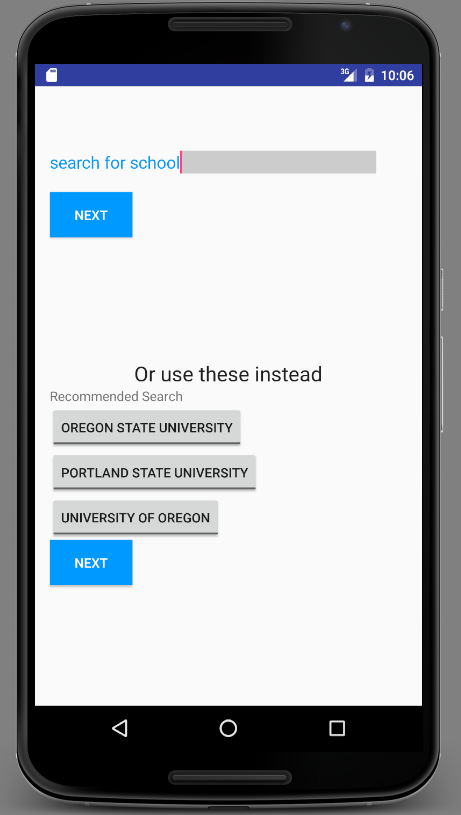 3G 10:06
search for school
NEXT
Or use these instead
Recommended Search
OREGON STATE UNIVERSITY
PORTLAND STATE UNIVERSITY
UNIVERSITY OF OREGON
NEXT